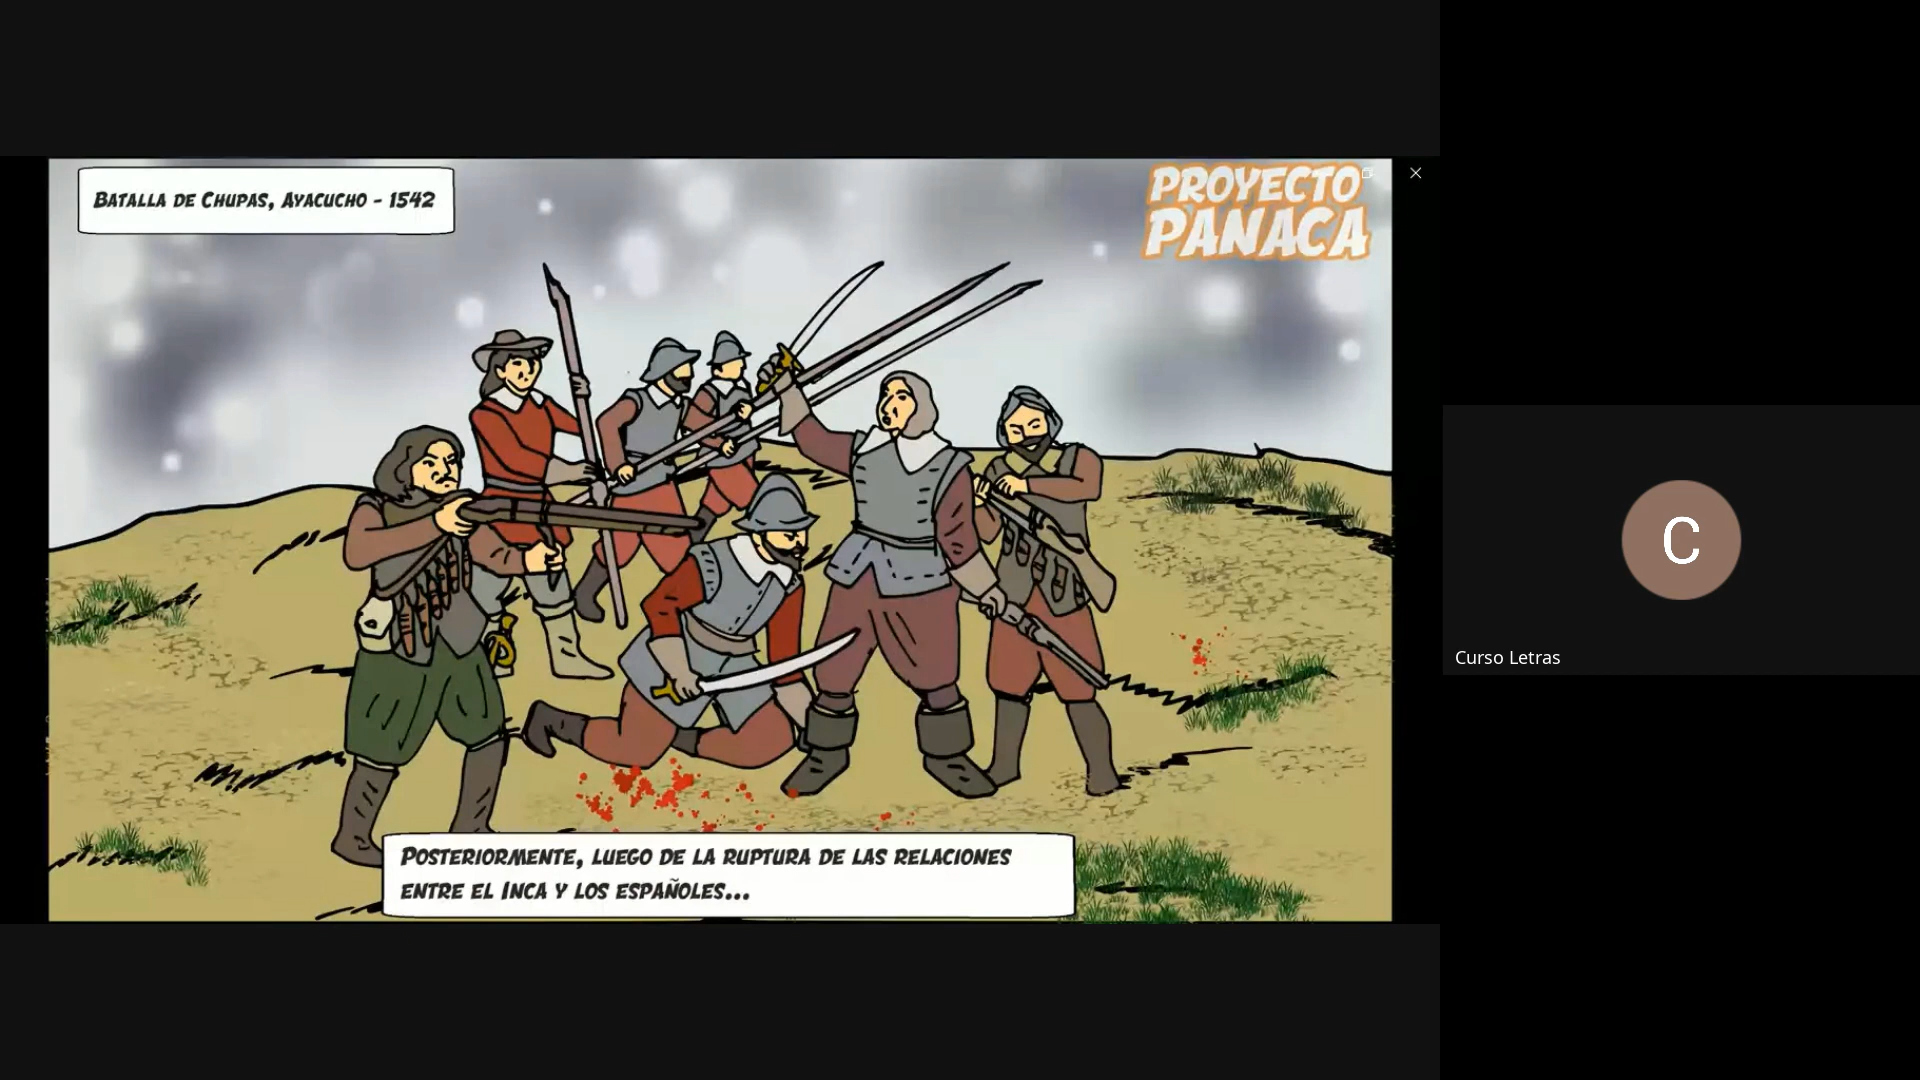 BATALLA DE CHUPAS, AYACUCHO - 1542
PROYECTO
PANACA
C
Curso Letras
POSTERIORMENTE, LUEGO DE LA RUPTURA DE LAS RELACIONES
ENTRE EL INCA Y LOS ESPAÑOLES...